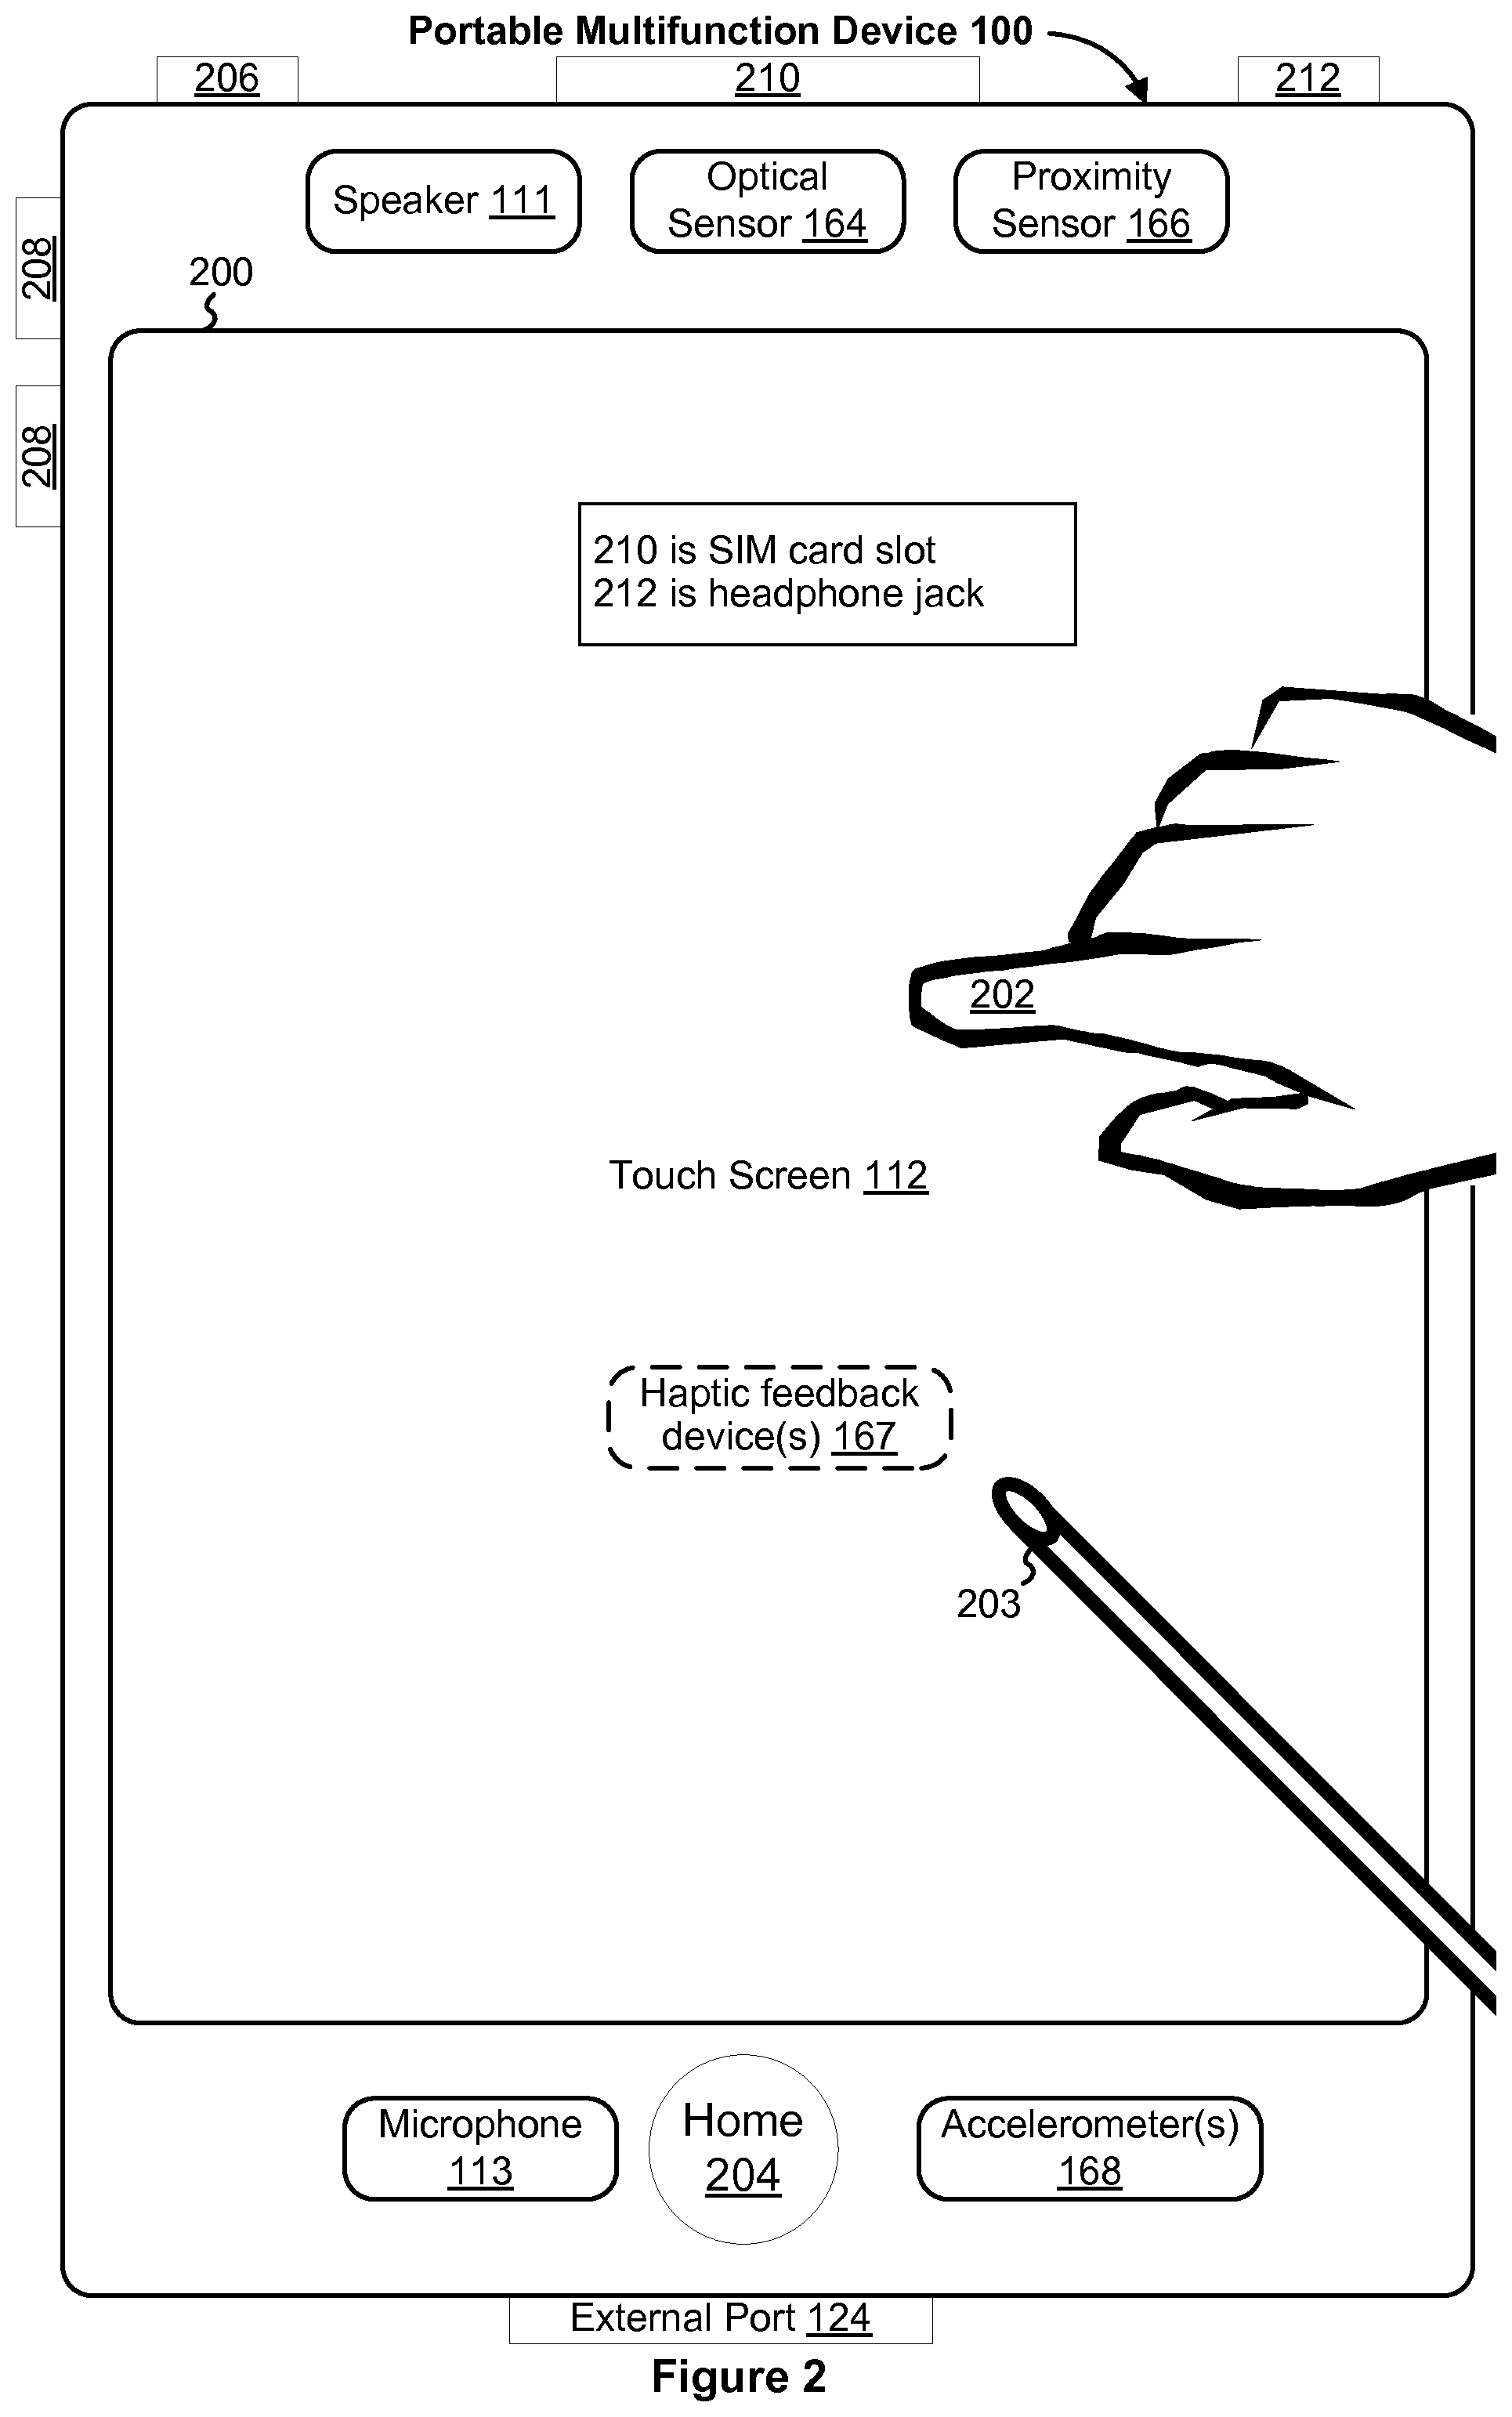 Portable Multifunction Device 100
206
210
212
Speaker 111
Optical
Sensor 164
Proximity
Sensor 166
208
200
208
210 is SIM card slot
212 is headphone jack
202
Touch Screen 112
Haptic feedback
device(s) 167
203
Microphone
113
Home
204
Accelerometer(s)
168
External Port 124
Figure 2